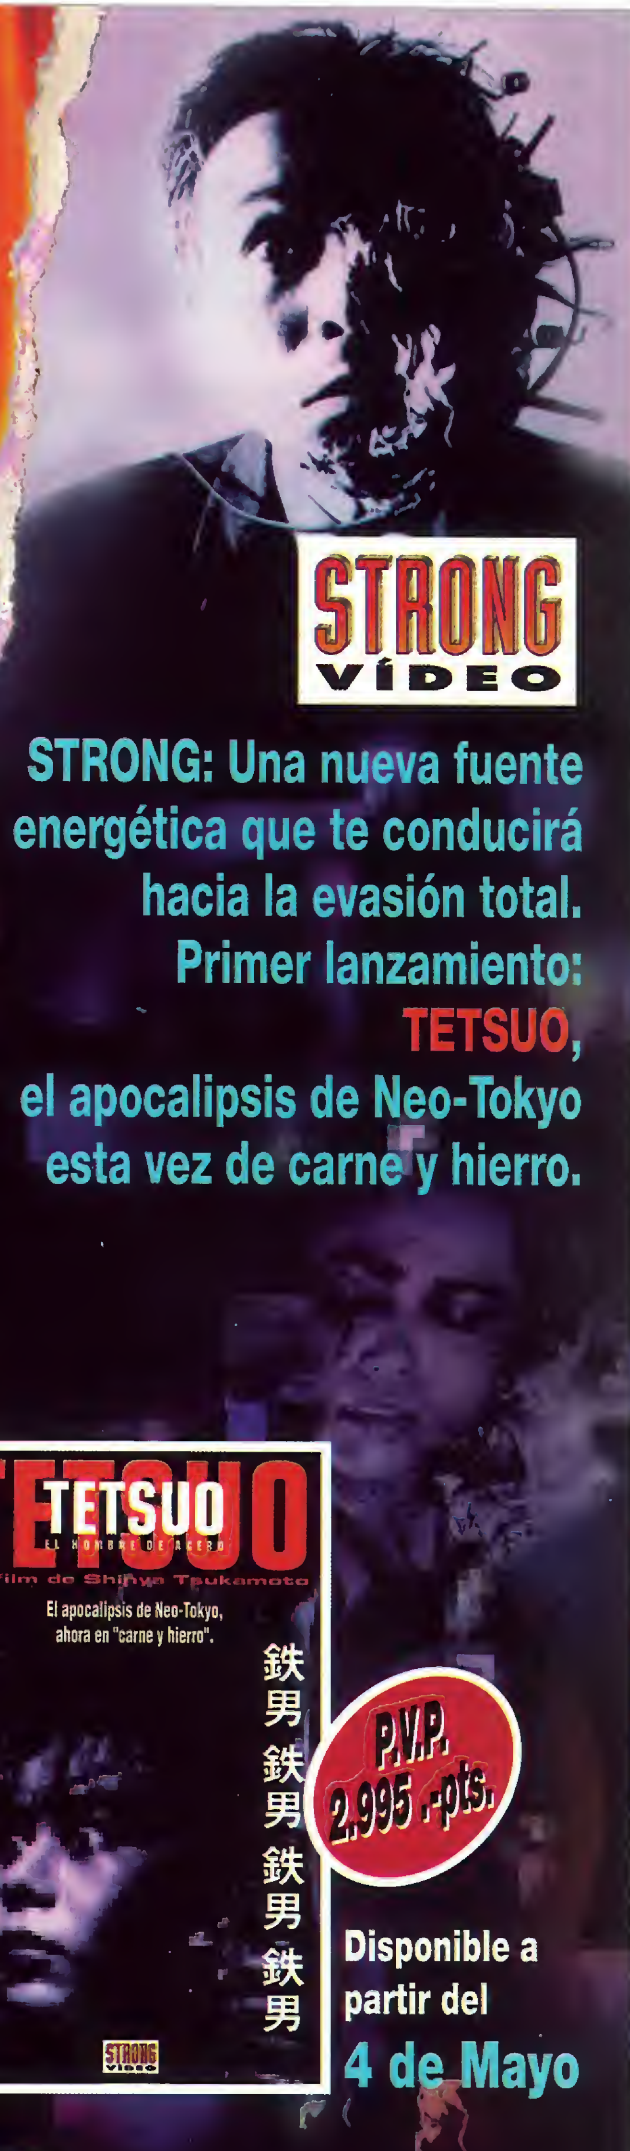 STRONG
VÍDEO
STRONG: Una nueva fuente
energética que te conducirá
hacia la evasión total.
Primer lanzamiento:
TETSUO,
el apocalipsis de Neo-Tokyo
esta vez de carne y hierro.
TETSUO
TETSUO
EL HOMBRE DE ACERO
film de Shinya Tsukamoto
El apocalipsis de Neo-Tokyo,
ahora en "carne y hierro".
鉄男鉄男鉄男鉄男
P.V.P.
2.995 .-pts.
Disponible a
partir del
4 de Mayo
STRONG
VÍDEO